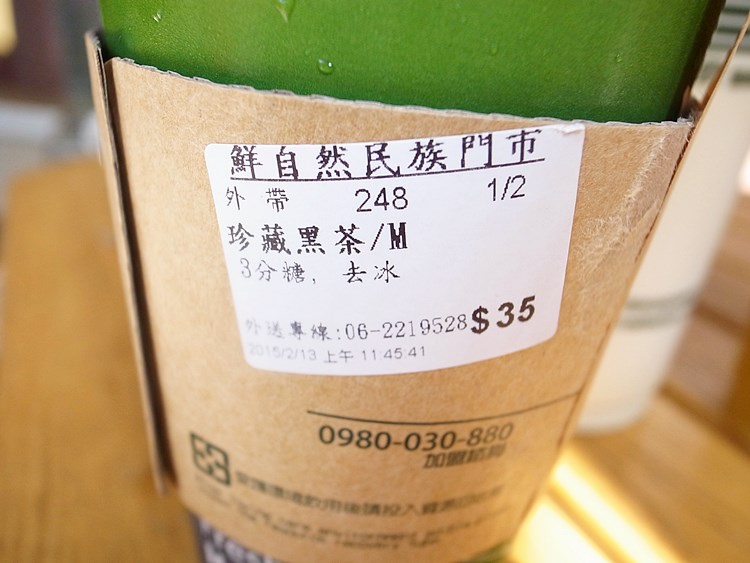 鮮自然民族門市
外帶 248 1/2
珍藏黑茶/M
3分糖, 去冰
外送專線:06-2219528 $35
2015/2/13 上午 11:45:41
0980-030-880
加盟諮詢